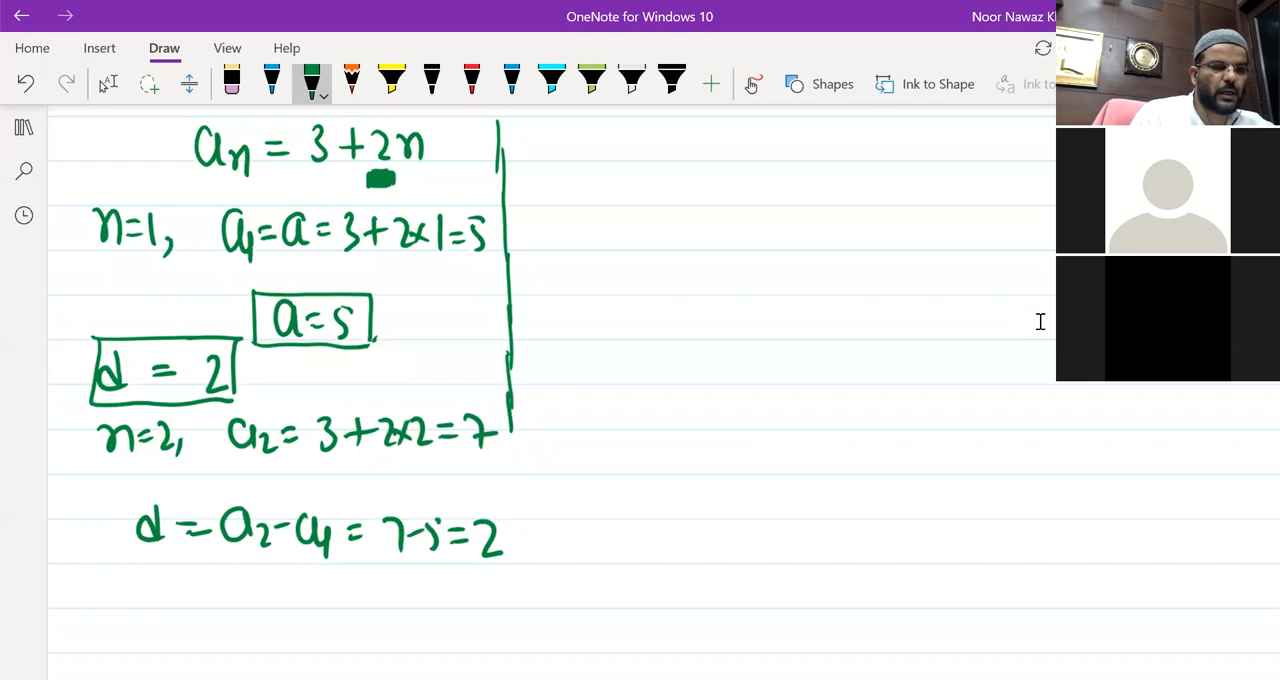 OneNote for Windows 10
Noor Nawaz K
Home Insert Draw View Help
Shapes Ink to Shape Ink to
an = 3 + 2n
n=1, a1 = a = 3 + 2×1 = 5
a = 5
d = 2
n=2, a2 = 3 + 2×2 = 7
d = a2 - a1 = 7 - 5 = 2